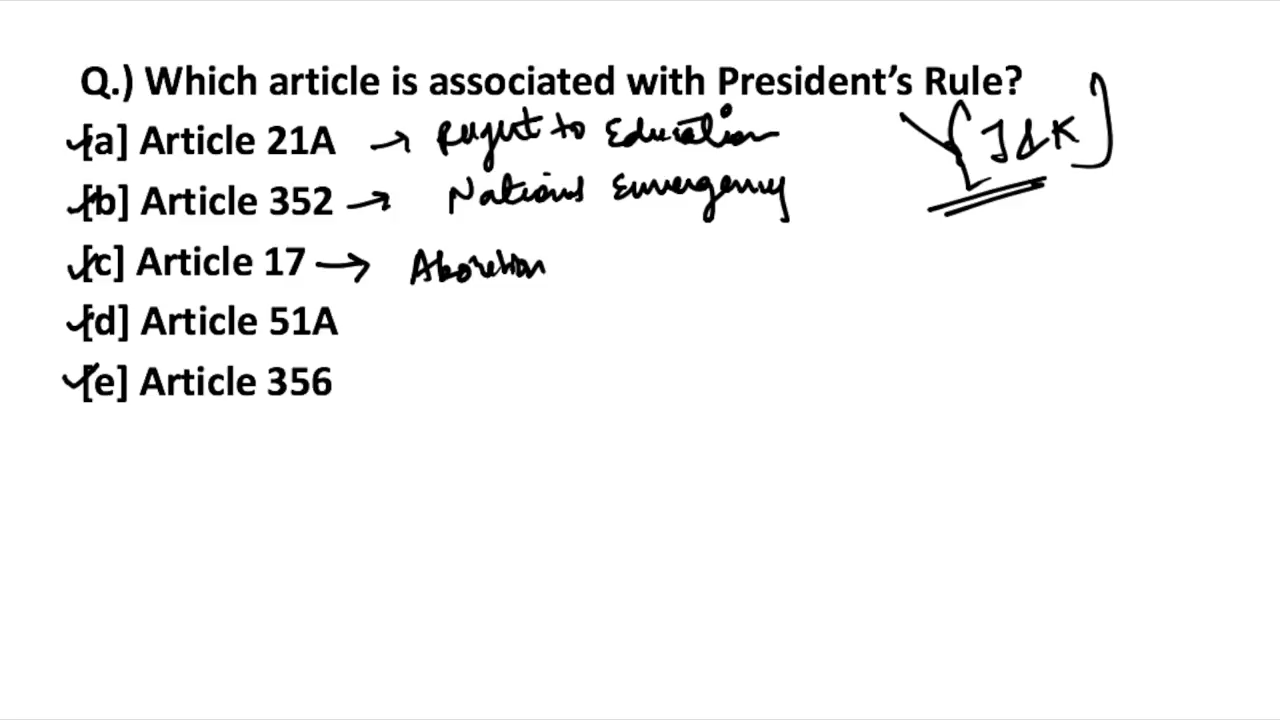 Q.) Which article is associated with President's Rule?
[J & K]
[a] Article 21A → Right to Education
[b] Article 352 → National Emergency
[c] Article 17 →
[d] Article 51A
[e] Article 356